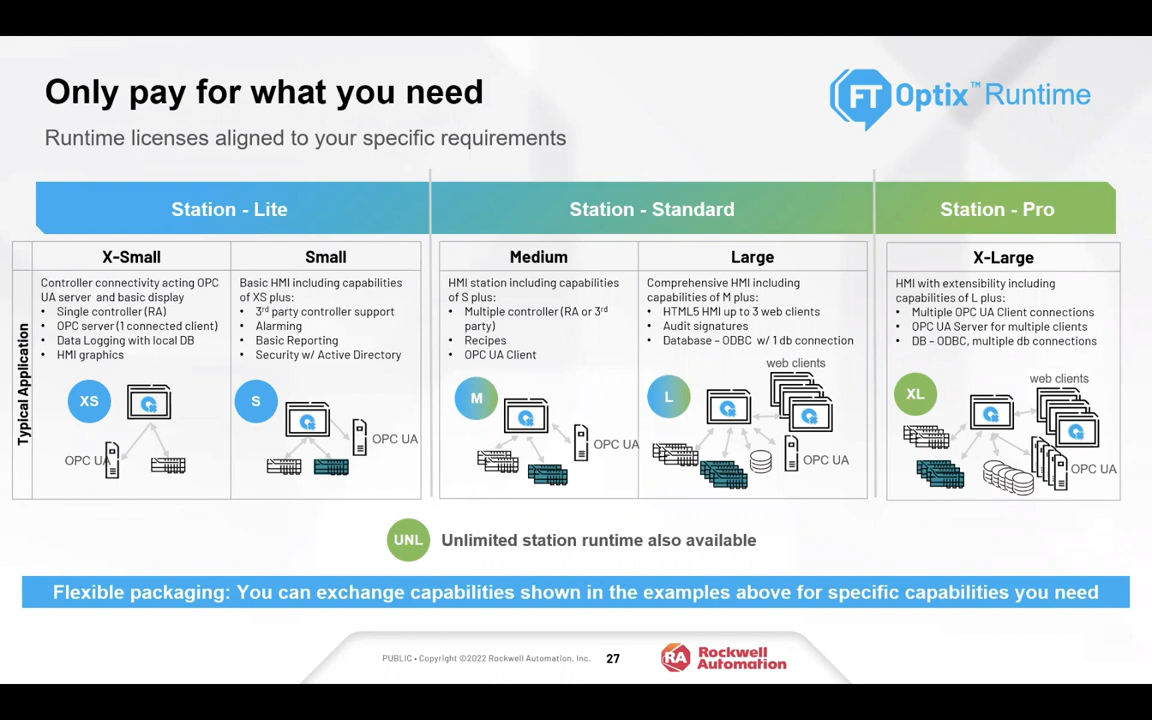 Only pay for what you need
Runtime licenses aligned to your specific requirements
FT Optix™ Runtime
Station - Lite
Station - Standard
Station - Pro
Typical Application
X-Small
Controller connectivity acting OPC
UA server and basic display
• Single controller (RA)
• OPC server (1 connected client)
• Data Logging with local DB
• HMI graphics
XS
OPC UA
Small
Basic HMI including capabilities
of XS plus:
• 3rd party controller support
• Alarming
• Basic Reporting
• Security w/ Active Directory
S
OPC UA
Medium
HMI station including capabilities
of S plus:
• Multiple controller (RA or 3rd
party)
• Recipes
• OPC UA Client
M
OPC UA
Large
Comprehensive HMI including
capabilities of M plus:
• HTML5 HMI up to 3 web clients
• Audit signatures
• Database – ODBC w/ 1 db connection
web clients
L
OPC UA
X-Large
HMI with extensibility including
capabilities of L plus:
• Multiple OPC UA Client connections
• OPC UA Server for multiple clients
• DB – ODBC, multiple db connections
web clients
XL
OPC UA
UNL Unlimited station runtime also available
Flexible packaging: You can exchange capabilities shown in the examples above for specific capabilities you need
PUBLIC • Copyright ©2022 Rockwell Automation, Inc. 27
RA Rockwell
Automation